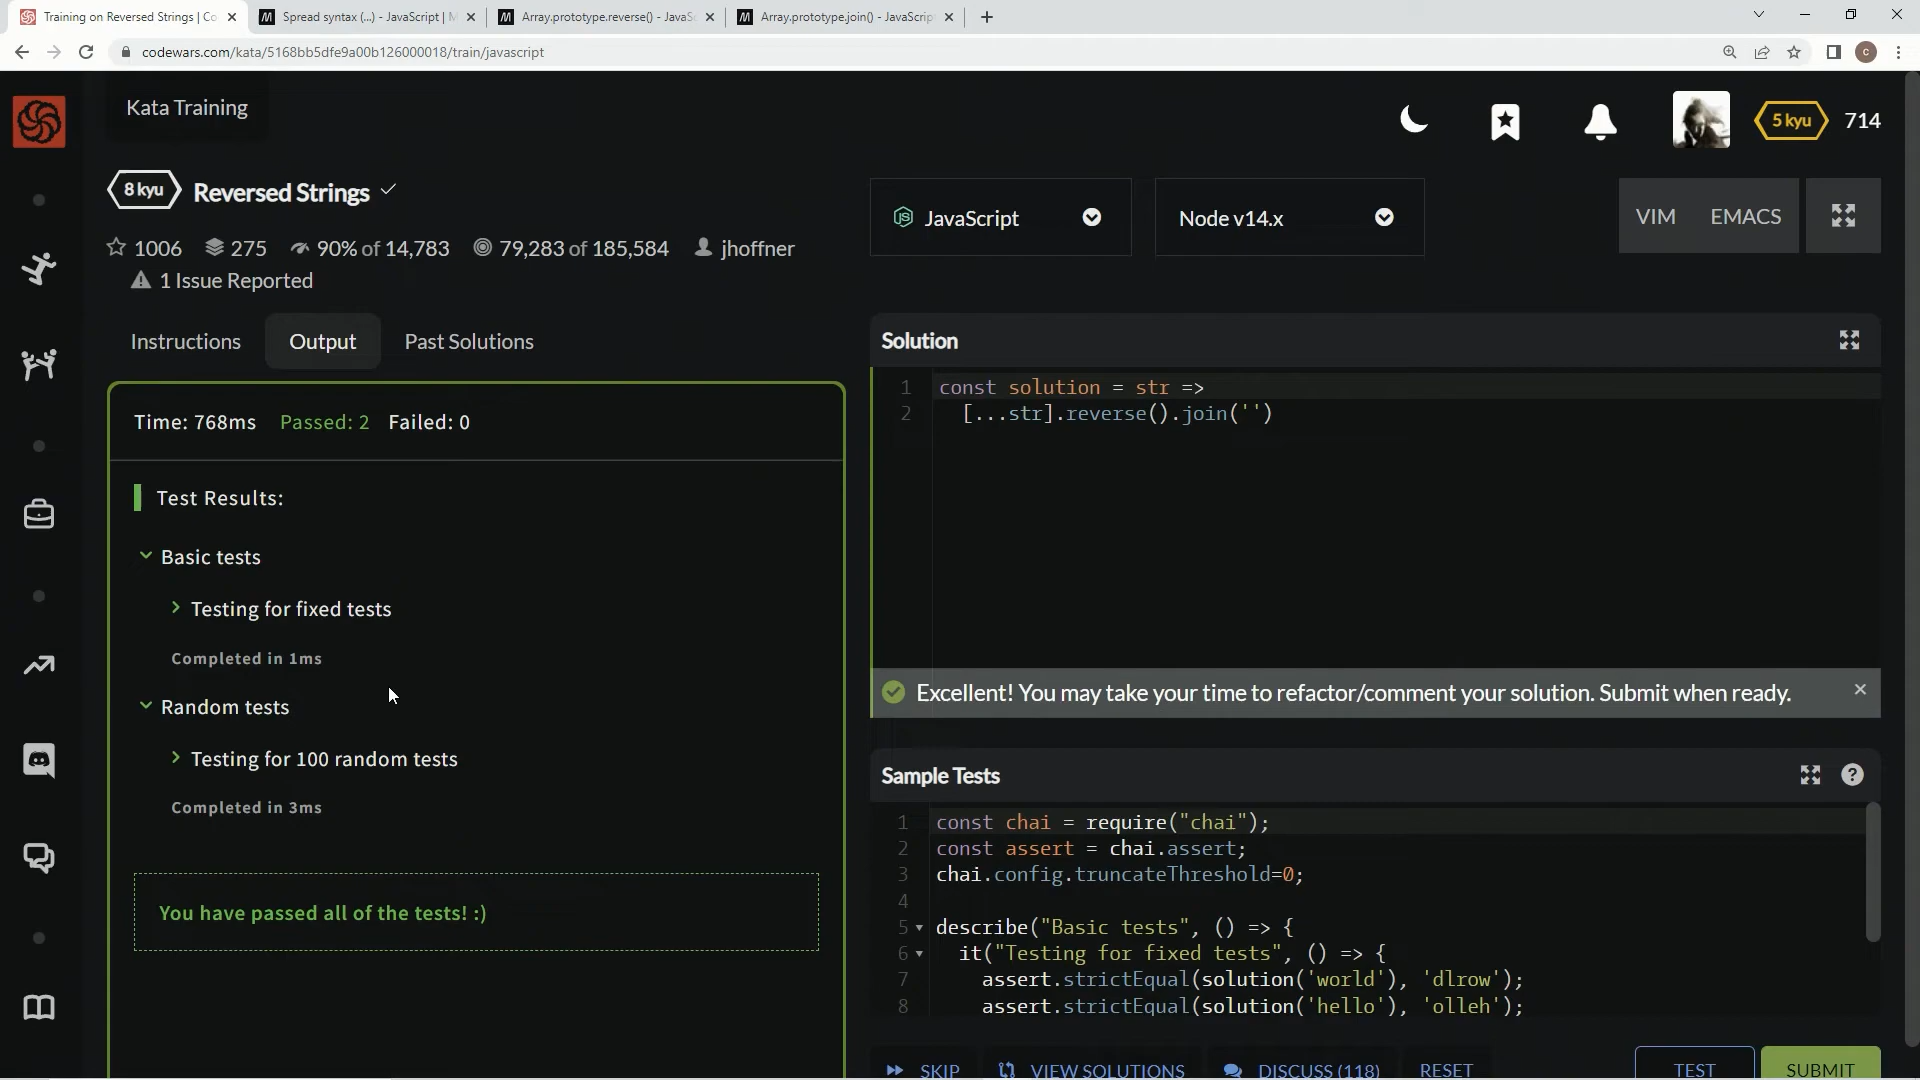 Training on Reversed Strings | Co
Spread syntax (...) - JavaScript | M
Array.prototype.reverse() - JavaS
Array.prototype.join() - JavaScrip
codewars.com/kata/5168bb5dfe9a00b126000018/train/javascript
C
Kata Training
5 kyu
714
8 kyu
Reversed Strings
1006
275
90% of 14,783
79,283 of 185,584
jhoffner
1 Issue Reported
JavaScript
Node v14.x
VIM
EMACS
Instructions
Output
Past Solutions
Time: 768ms Passed: 2 Failed: 0
Test Results:
Basic tests
Testing for fixed tests
Completed in 1ms
Random tests
Testing for 100 random tests
Completed in 3ms
You have passed all of the tests! :)
Solution
1 const solution = str =>
2 [...str].reverse().join('')
Excellent! You may take your time to refactor/comment your solution. Submit when ready.
Sample Tests
1 const chai = require("chai");
2 const assert = chai.assert;
3 chai.config.truncateThreshold=0;
4
5 describe("Basic tests", () => {
6 it("Testing for fixed tests", () => {
7 assert.strictEqual(solution('world'), 'dlrow');
8 assert.strictEqual(solution('hello'), 'olleh');
SKIP
VIEW SOLUTIONS
DISCUSS (118)
RESET
TEST
SUBMIT